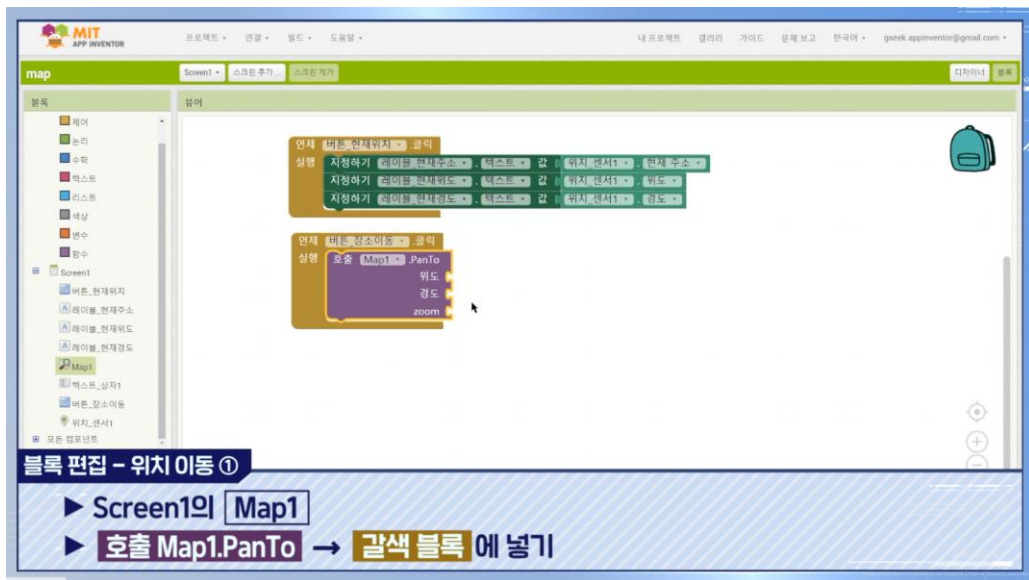 MIT
APP INVENTOR
프로젝트 연결 빌드 도움말 내 프로젝트 갤러리 가이드 문제 보고 한국어 gseek.appinventor@gmail.com
map Screen1 스크린 추가... 스크린 제거 디자이너 블록
블록 뷰어
제어
논리
수학
텍스트
리스트
색상
변수
함수
Screen1
버튼_현재위치
레이블_현재주소
레이블_현재위도
레이블_현재경도
Map1
텍스트_상자1
버튼_장소이동
위치_센서1
모든 컴포넌트
언제 버튼_현재위치 .클릭
실행 지정하기 레이블_현재주소 . 텍스트 값 위치_센서1 . 현재 주소
지정하기 레이블_현재위도 . 텍스트 값 위치_센서1 . 위도
지정하기 레이블_현재경도 . 텍스트 값 위치_센서1 . 경도
언제 버튼_장소이동 .클릭
실행 호출 Map1 .PanTo
위도
경도
zoom
블록 편집 – 위치 이동 ①
▶ Screen1의 Map1
▶ 호출 Map1.PanTo → 갈색 블록 에 넣기